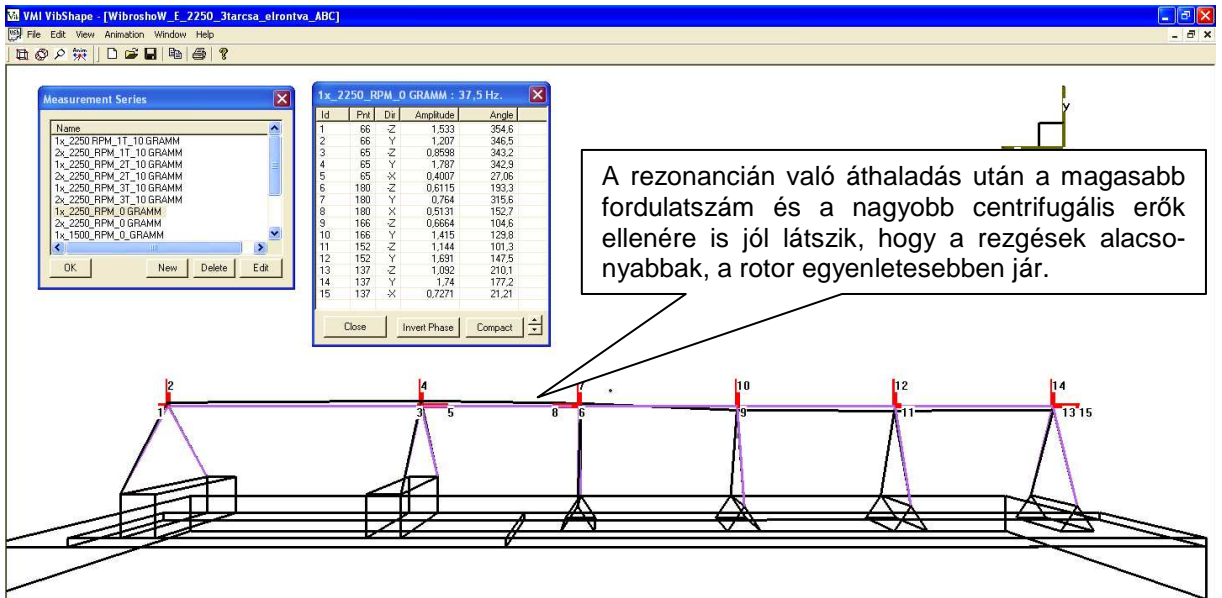 VMI VibShape - [WibroshoW_E_2250_3tarcsa_elrontva_ABC]
File Edit View Animation Window Help
Measurement Series
Name
1x_2250 RPM_1T_10 GRAMM
2x_2250_RPM_1T_10 GRAMM
1x_2250_RPM_2T_10 GRAMM
2x_2250_RPM_2T_10 GRAMM
1x_2250_RPM_3T_10 GRAMM
2x_2250_RPM_3T_10 GRAMM
1x_2250_RPM_0 GRAMM
2x_2250_RPM_0 GRAMM
1x_1500_RPM_0_GRAMM
OK New Delete Edit
1x_2250_RPM_0 GRAMM : 37,5 Hz.
Id Pnt Dir Amplitude Angle
1 66 -Z 1,533 354,6
2 66 Y 1,207 346,5
3 65 -Z 0,8598 343,2
4 65 Y 1,787 342,9
5 65 -X 0,4007 27,06
6 180 -Z 0,6115 193,3
7 180 Y 0,764 315,6
8 180 X 0,5131 152,7
9 166 -Z 0,6664 104,6
10 166 Y 1,415 129,8
11 152 -Z 1,144 101,3
12 152 Y 1,691 147,5
13 137 -Z 1,092 210,1
14 137 Y 1,74 177,2
15 137 -X 0,7271 21,21
Close Invert Phase Compact
y
A rezonancián való áthaladás után a magasabb
fordulatszám és a nagyobb centrifugális erők
ellenére is jól látszik, hogy a rezgések alacso-
nyabbak, a rotor egyenletesebben jár.
2 4 7 10 12 14
1 3 5 8 6 9 11 13 15